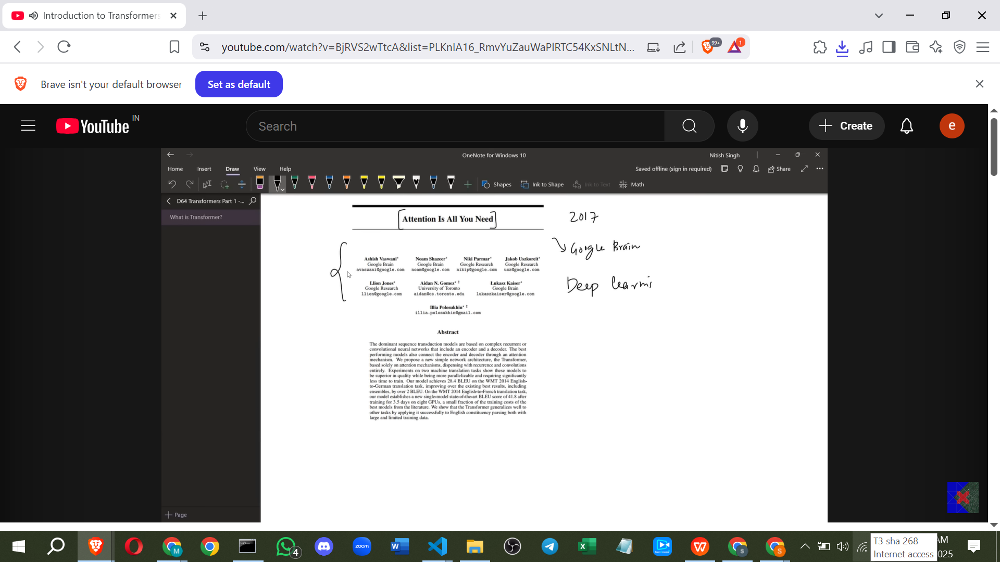 Introduction to Transformers
youtube.com/watch?v=BjRVS2wTtcA&list=PLKnIA16_RmvYuZauWaPlRTC54KxSNLtN...
99+
1
Brave isn't your default browser
Set as default
YouTube IN
Search
Create
e
OneNote for Windows 10
Nitish Singh
Home Insert Draw View Help
Saved offline (sign in required)
Share
Shapes
Ink to Shape
Ink to Text
Math
D64 Transformers Part 1 -...
What is Transformer?
Attention Is All You Need
2017
Google Brain
Ashish Vaswani* Noam Shazeer* Niki Parmar* Jakob Uszkoreit*
Google Brain Google Brain Google Research Google Research
avaswani@google.com noam@google.com nikip@google.com usz@google.com
Deep learni
Llion Jones* Aidan N. Gomez* † Łukasz Kaiser*
Google Research University of Toronto Google Brain
llion@google.com aidan@cs.toronto.edu lukaszkaiser@google.com
Illia Polosukhin* ‡
illia.polosukhin@gmail.com
Abstract
The dominant sequence transduction models are based on complex recurrent or
convolutional neural networks that include an encoder and a decoder. The best
performing models also connect the encoder and decoder through an attention
mechanism. We propose a new simple network architecture, the Transformer,
based solely on attention mechanisms, dispensing with recurrence and convolutions
entirely. Experiments on two machine translation tasks show these models to
be superior in quality while being more parallelizable and requiring significantly
less time to train. Our model achieves 28.4 BLEU on the WMT 2014 English-
to-German translation task, improving over the existing best results, including
ensembles, by over 2 BLEU. On the WMT 2014 English-to-French translation task,
our model establishes a new single-model state-of-the-art BLEU score of 41.8 after
training for 3.5 days on eight GPUs, a small fraction of the training costs of the
best models from the literature. We show that the Transformer generalizes well to
other tasks by applying it successfully to English constituency parsing both with
large and limited training data.
Page
M
4
zoom
W
X
W
S
S
T3 sha 268
Internet access
AM
025